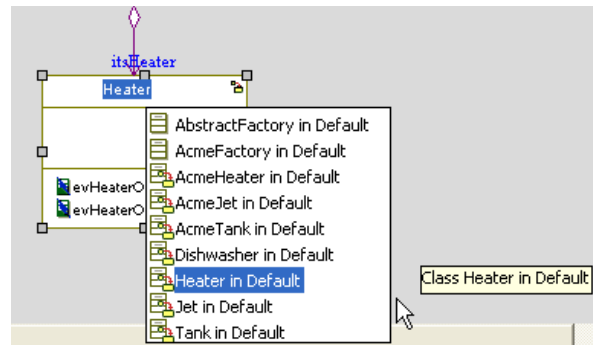 itsHeater
Heater
AbstractFactory in Default
AcmeFactory in Default
AcmeHeater in Default
AcmeJet in Default
AcmeTank in Default
Dishwasher in Default
Heater in Default
Jet in Default
Tank in Default
evHeaterO
evHeaterO
Class Heater in Default